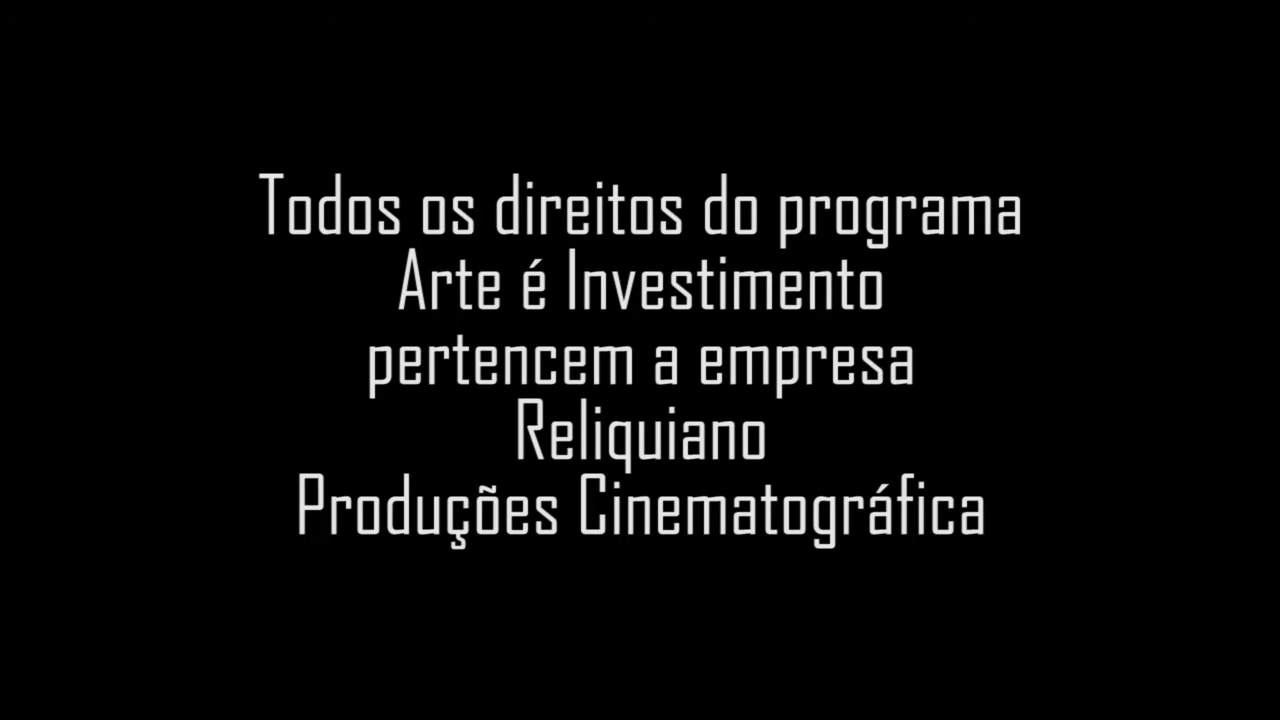 Todos os direitos do programa
Arte é Investimento
pertencem a empresa
Reliquiano
Produções Cinematográfica